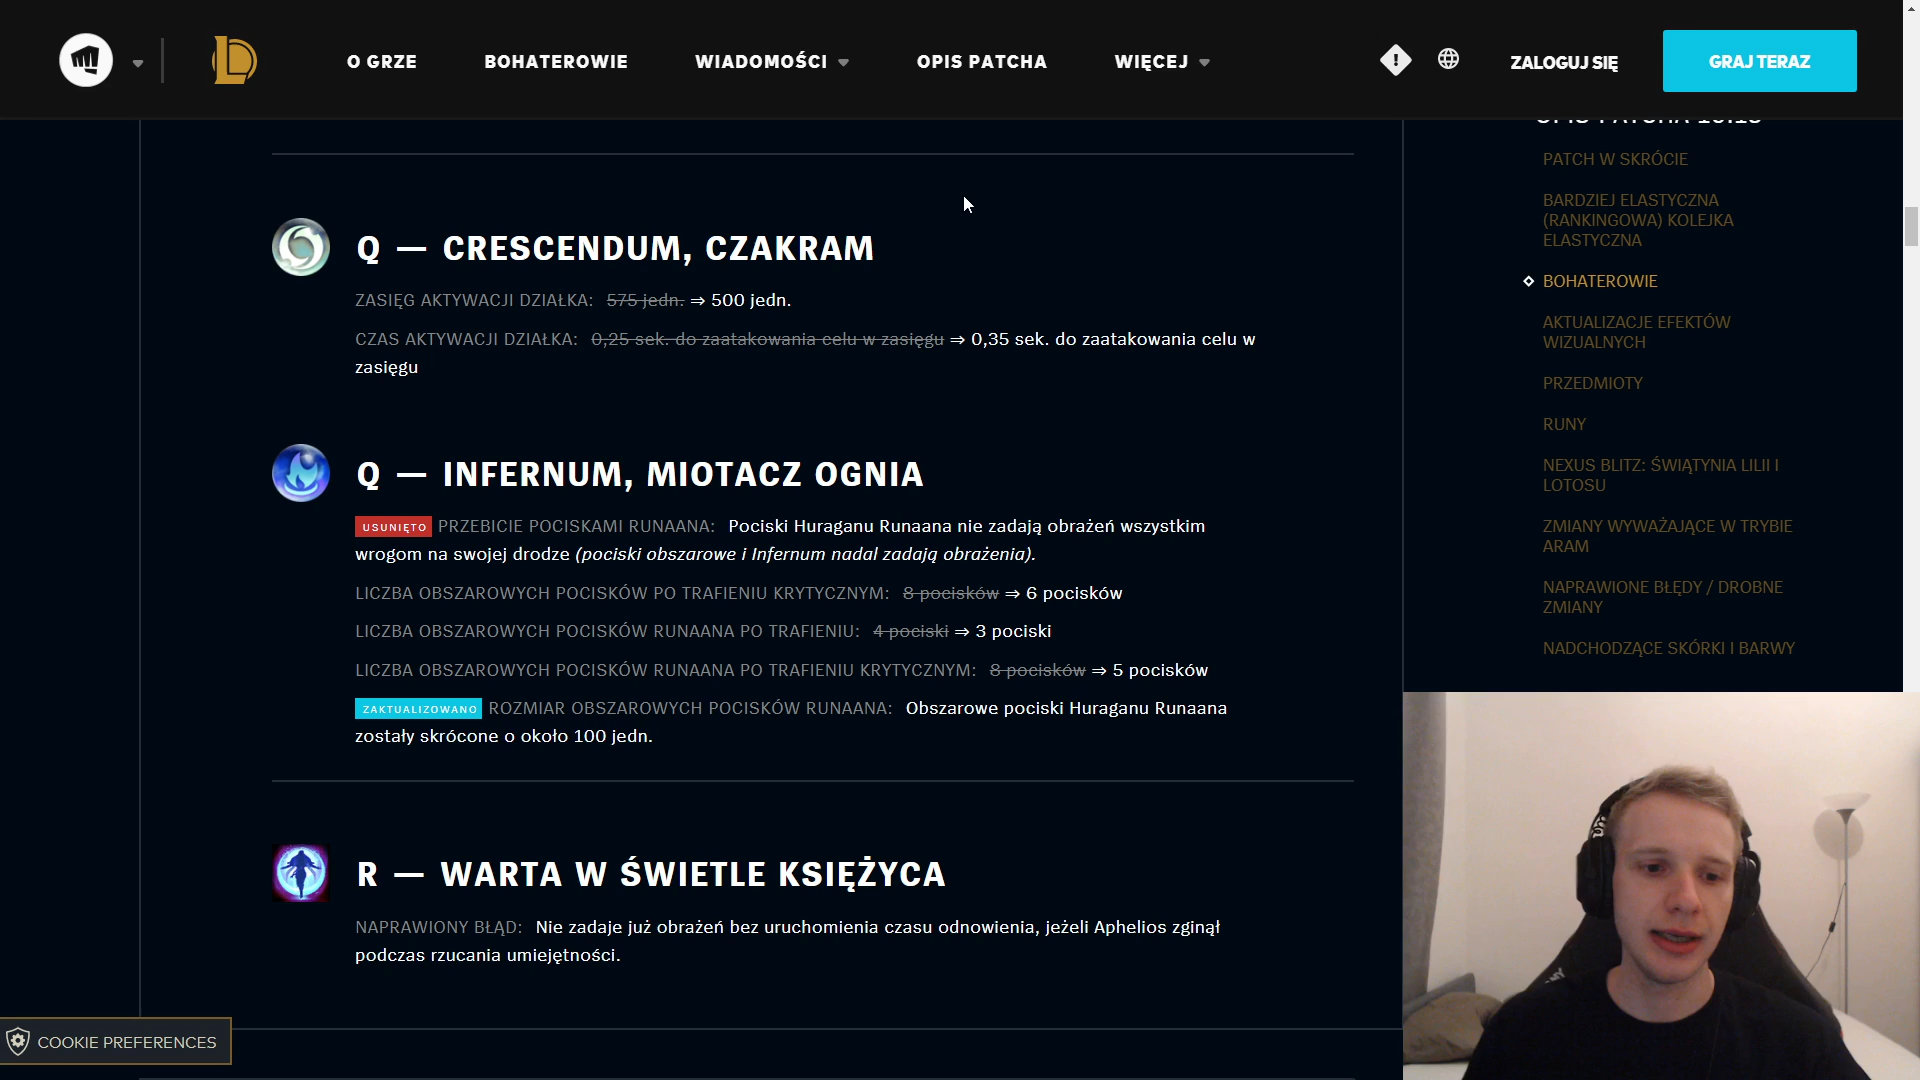 O GRZE
BOHATEROWIE
WIADOMOŚCI
OPIS PATCHA
WIĘCEJ
ZALOGUJ SIĘ
GRAJ TERAZ
Q — CRESCENDUM, CZAKRAM
ZASIĘG AKTYWACJI DZIAŁKA: 575 jedn. ⇒ 500 jedn.
CZAS AKTYWACJI DZIAŁKA: 0,25 sek. do zaatakowania celu w zasięgu ⇒ 0,35 sek. do zaatakowania celu w
zasięgu
Q — INFERNUM, MIOTACZ OGNIA
USUNIĘTO PRZEBICIE POCISKAMI RUNAANA: Pociski Huraganu Runaana nie zadają obrażeń wszystkim
wrogom na swojej drodze (pociski obszarowe i Infernum nadal zadają obrażenia).
LICZBA OBSZAROWYCH POCISKÓW PO TRAFIENIU KRYTYCZNYM: 8 pocisków ⇒ 6 pocisków
LICZBA OBSZAROWYCH POCISKÓW RUNAANA PO TRAFIENIU: 4 pociski ⇒ 3 pociski
LICZBA OBSZAROWYCH POCISKÓW RUNAANA PO TRAFIENIU KRYTYCZNYM: 8 pocisków ⇒ 5 pocisków
ZAKTUALIZOWANO ROZMIAR OBSZAROWYCH POCISKÓW RUNAANA: Obszarowe pociski Huraganu Runaana
zostały skrócone o około 100 jedn.
R — WARTA W ŚWIETLE KSIĘŻYCA
NAPRAWIONY BŁĄD: Nie zadaje już obrażeń bez uruchomienia czasu odnowienia, jeżeli Aphelios zginął
podczas rzucania umiejętności.
COOKIE PREFERENCES
OPIS PATCHA
PATCH W SKRÓCIE
BARDZIEJ ELASTYCZNA
(RANKINGOWA) KOLEJKA
ELASTYCZNA
BOHATEROWIE
AKTUALIZACJE EFEKTÓW
WIZUALNYCH
PRZEDMIOTY
RUNY
NEXUS BLITZ: ŚWIĄTYNIA LILII I
LOTOSU
ZMIANY WYWAŻAJĄCE W TRYBIE
ARAM
NAPRAWIONE BŁĘDY / DROBNE
ZMIANY
NADCHODZĄCE SKÓRKI I BARWY